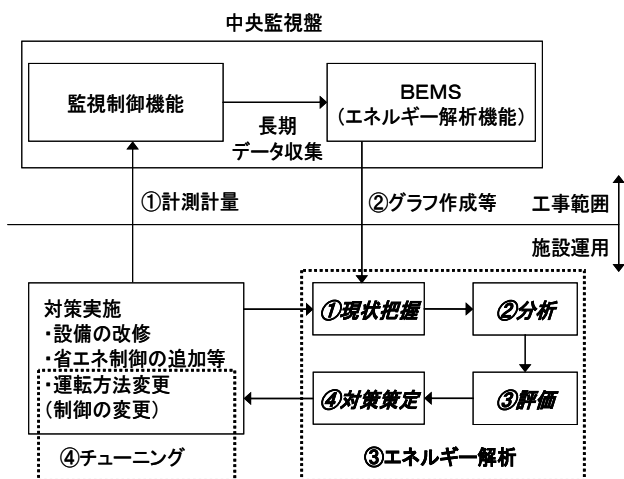 中央監視盤
監視制御機能
BEMS
（エネルギー解析機能）
長期
データ収集
①計測計量
②グラフ作成等
工事範囲
施設運用
対策実施
・設備の改修
・省エネ制御の追加等
・運転方法変更
(制御の変更)
④チューニング
①現状把握
②分析
④対策策定
③評価
③エネルギー解析